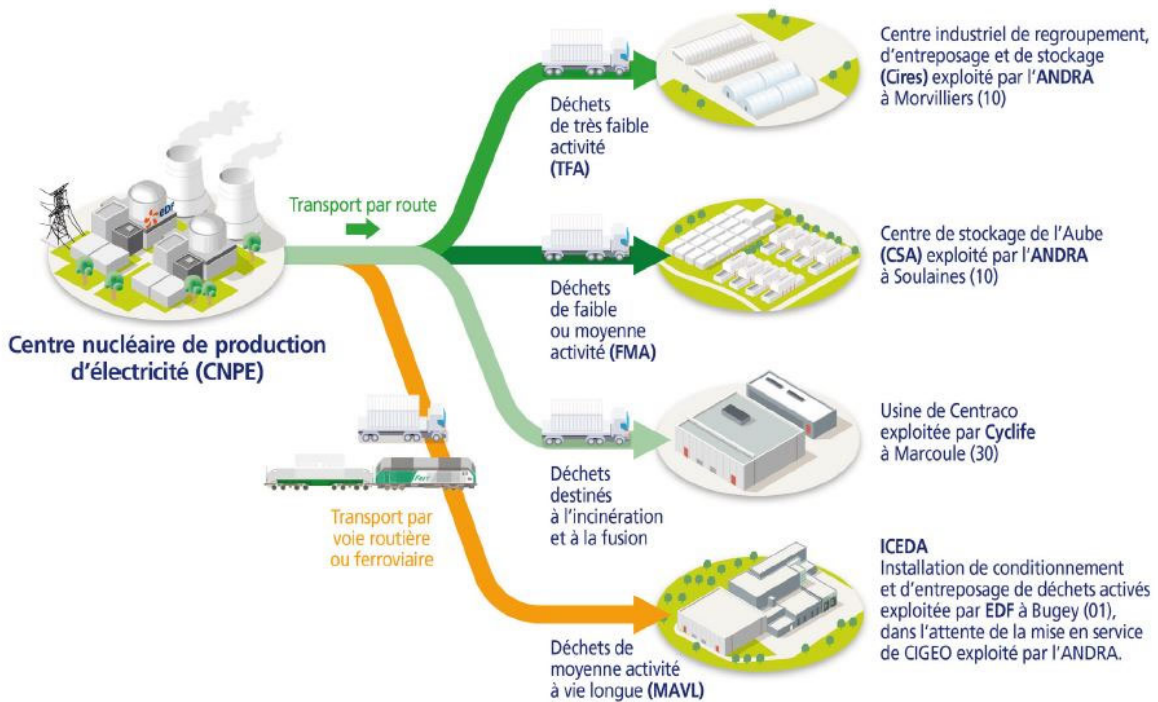 Centre nucléaire de production
d'électricité (CNPE)
eDF
Transport par route
Déchets
de très faible
activité
(TFA)
Centre industriel de regroupement,
d'entreposage et de stockage
(Cires) exploité par l'ANDRA
à Morvilliers (10)
Déchets
de faible
ou moyenne
activité (FMA)
Centre de stockage de l'Aube
(CSA) exploité par l'ANDRA
à Soulaines (10)
Déchets
destinés
à l'incinération
et à la fusion
Usine de Centraco
exploitée par Cyclife
à Marcoule (30)
Fret
Transport par
voie routière
ou ferroviaire
Déchets de
moyenne activité
à vie longue (MAVL)
ICEDA
Installation de conditionnement
et d'entreposage de déchets activés
exploitée par EDF à Bugey (01),
dans l'attente de la mise en service
de CIGEO exploité par l'ANDRA.